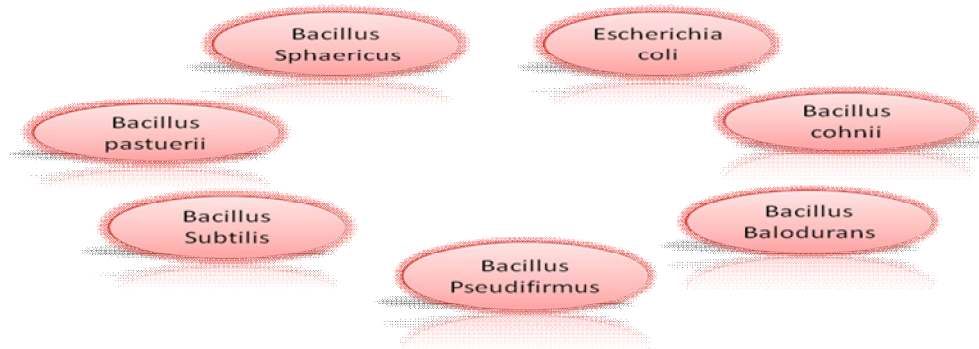 Bacillus
Sphaericus
Escherichia
coli
Bacillus
pastuerii
Bacillus
cohnii
Bacillus
Subtilis
Bacillus
Balodurans
Bacillus
Pseudifirmus